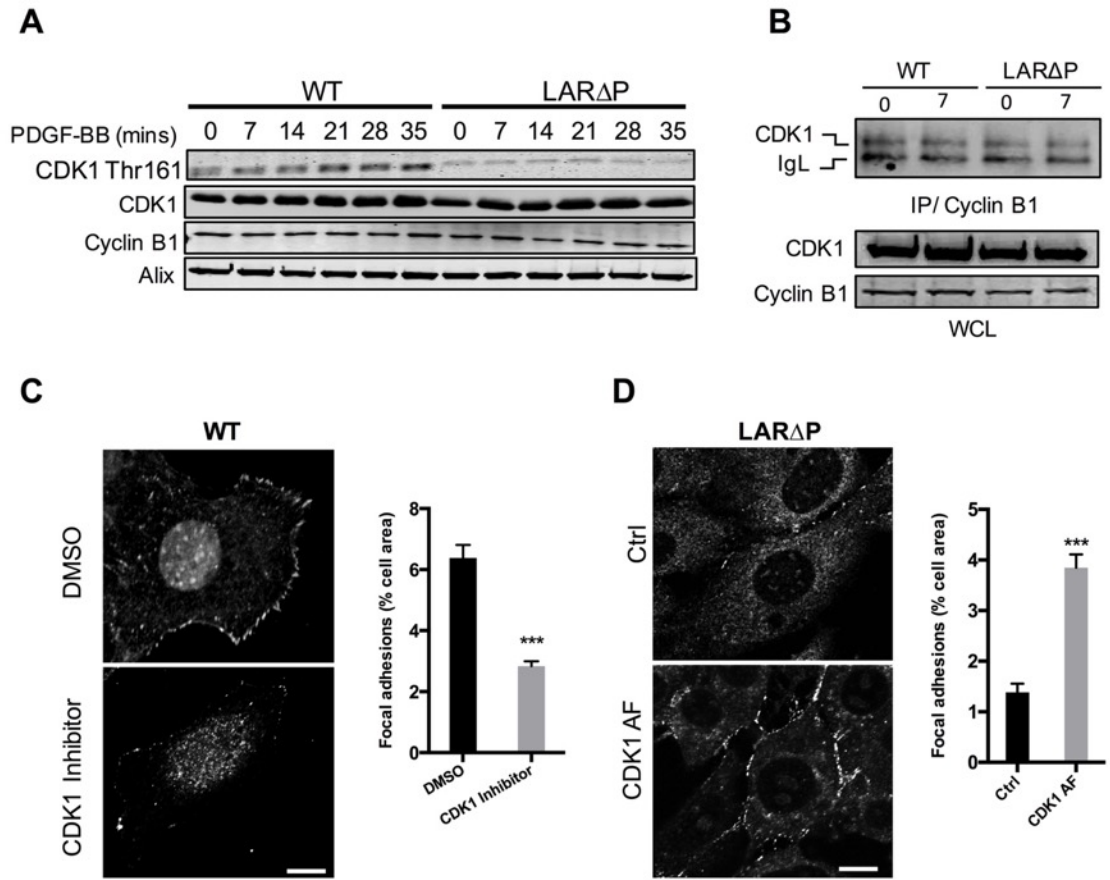 A
WT LARΔP
PDGF-BB (mins) 0 7 14 21 28 35 0 7 14 21 28 35
CDK1 Thr161
CDK1
Cyclin B1
Alix
B
WT LARΔP
0 7 0 7
CDK1
IgL
IP/ Cyclin B1
CDK1
Cyclin B1
WCL
C
WT
DMSO
CDK1 Inhibitor
Focal adhesions (% cell area)
8
6
4
2
0
***
DMSO
CDK1 Inhibitor
D
LARΔP
Ctrl
CDK1 AF
Focal adhesions (% cell area)
5
4
3
2
1
0
***
Ctrl
CDK1 AF